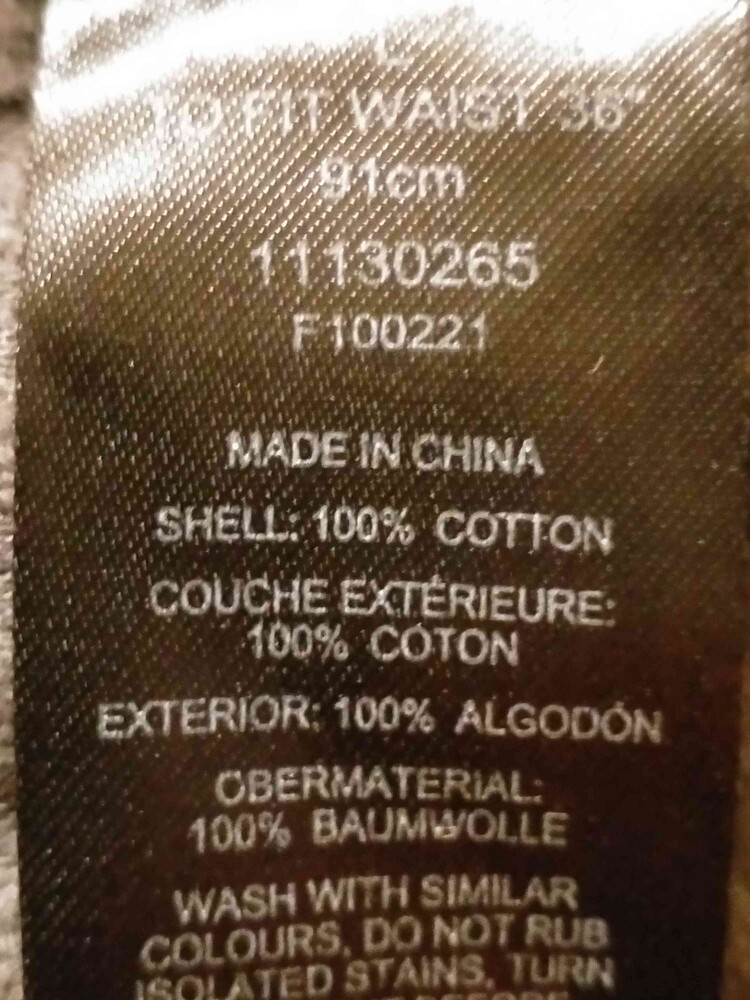 L
TO FIT WAIST 36"
91cm
11130265
F100221
MADE IN CHINA
SHELL: 100% COTTON
COUCHE EXTÉRIEURE:
100% COTON
EXTERIOR: 100% ALGODÓN
OBERMATERIAL:
100% BAUMWOLLE
WASH WITH SIMILAR
COLOURS, DO NOT RUB
ISOLATED STAINS, TURN